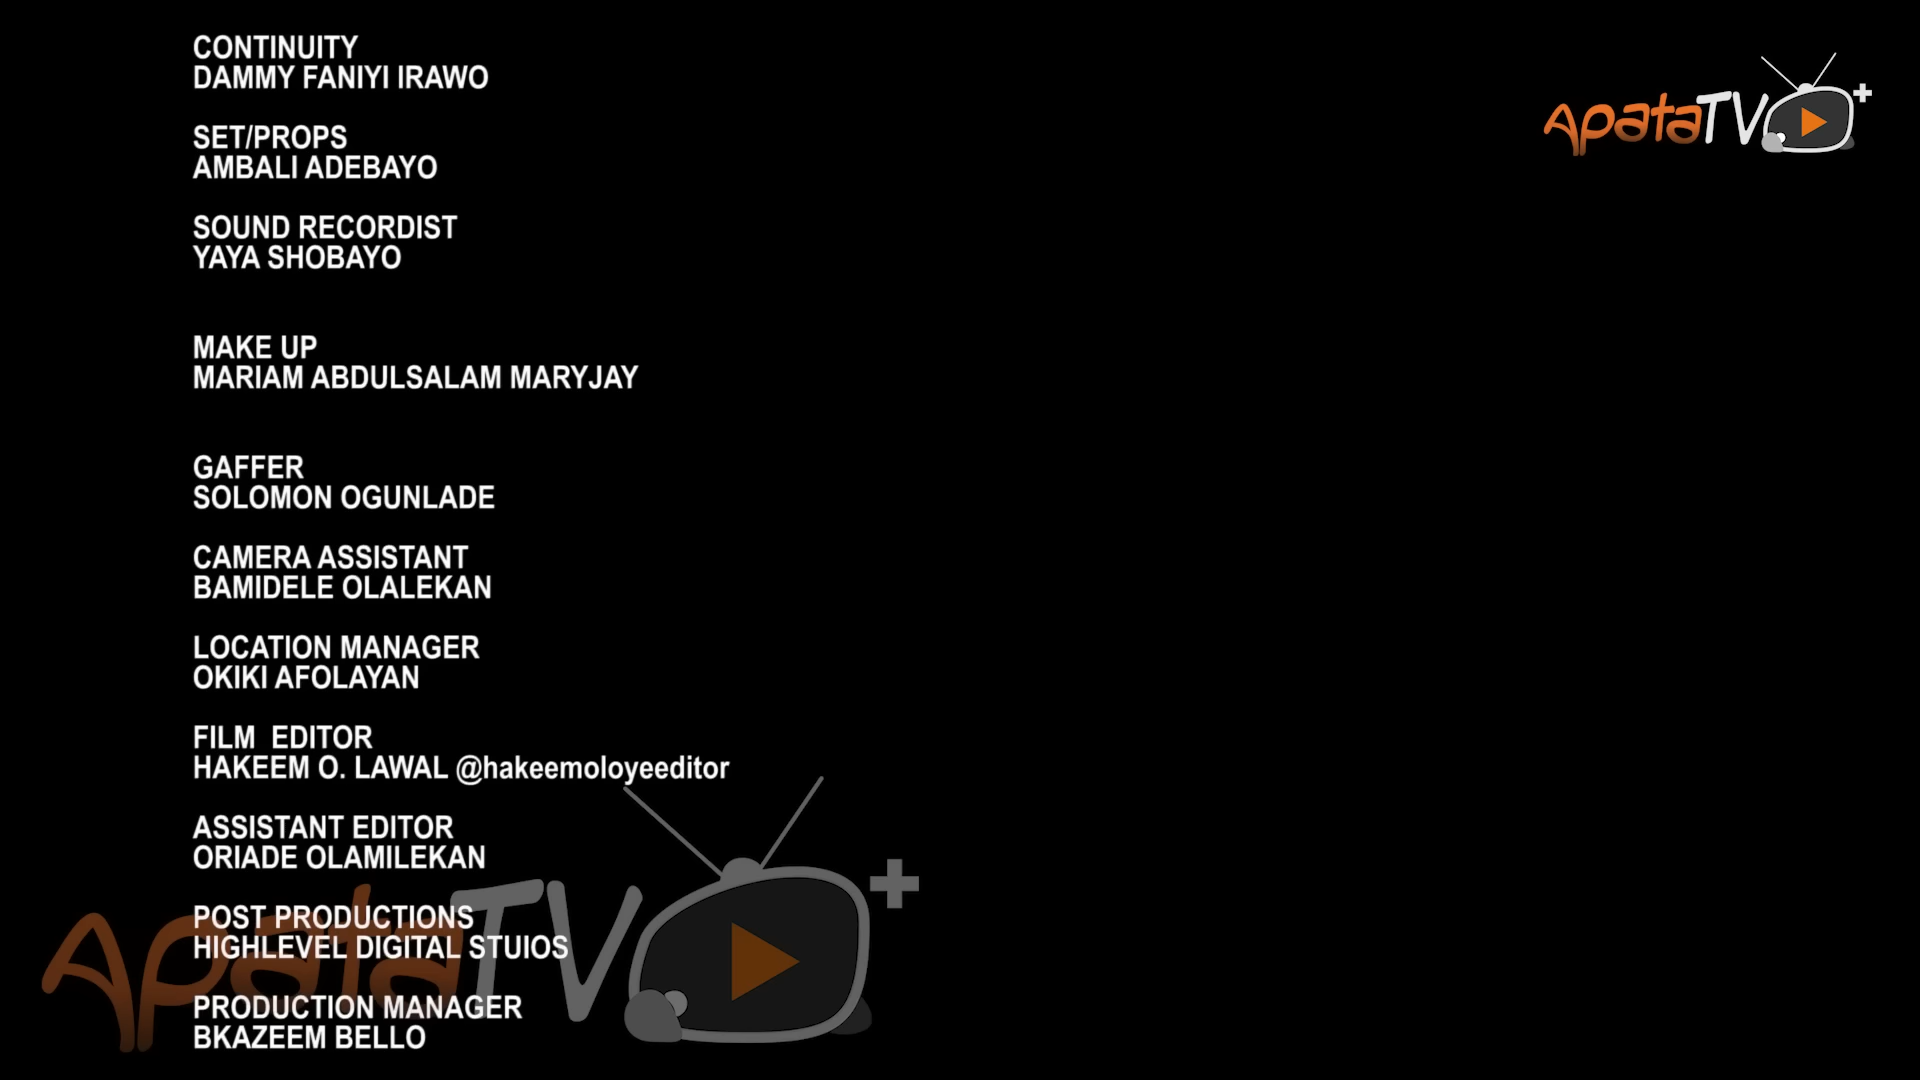 CONTINUITY
DAMMY FANIYI IRAWO
SET/PROPS
AMBALI ADEBAYO
SOUND RECORDIST
YAYA SHOBAYO
MAKE UP
MARIAM ABDULSALAM MARYJAY
GAFFER
SOLOMON OGUNLADE
CAMERA ASSISTANT
BAMIDELE OLALEKAN
LOCATION MANAGER
OKIKI AFOLAYAN
FILM  EDITOR
HAKEEM O. LAWAL @hakeemoloyeeditor
ASSISTANT EDITOR
ORIADE OLAMILEKAN
POST PRODUCTIONS
HIGHLEVEL DIGITAL STUIOS
PRODUCTION MANAGER
BKAZEEM BELLO
ApataTV+
ApataTV+